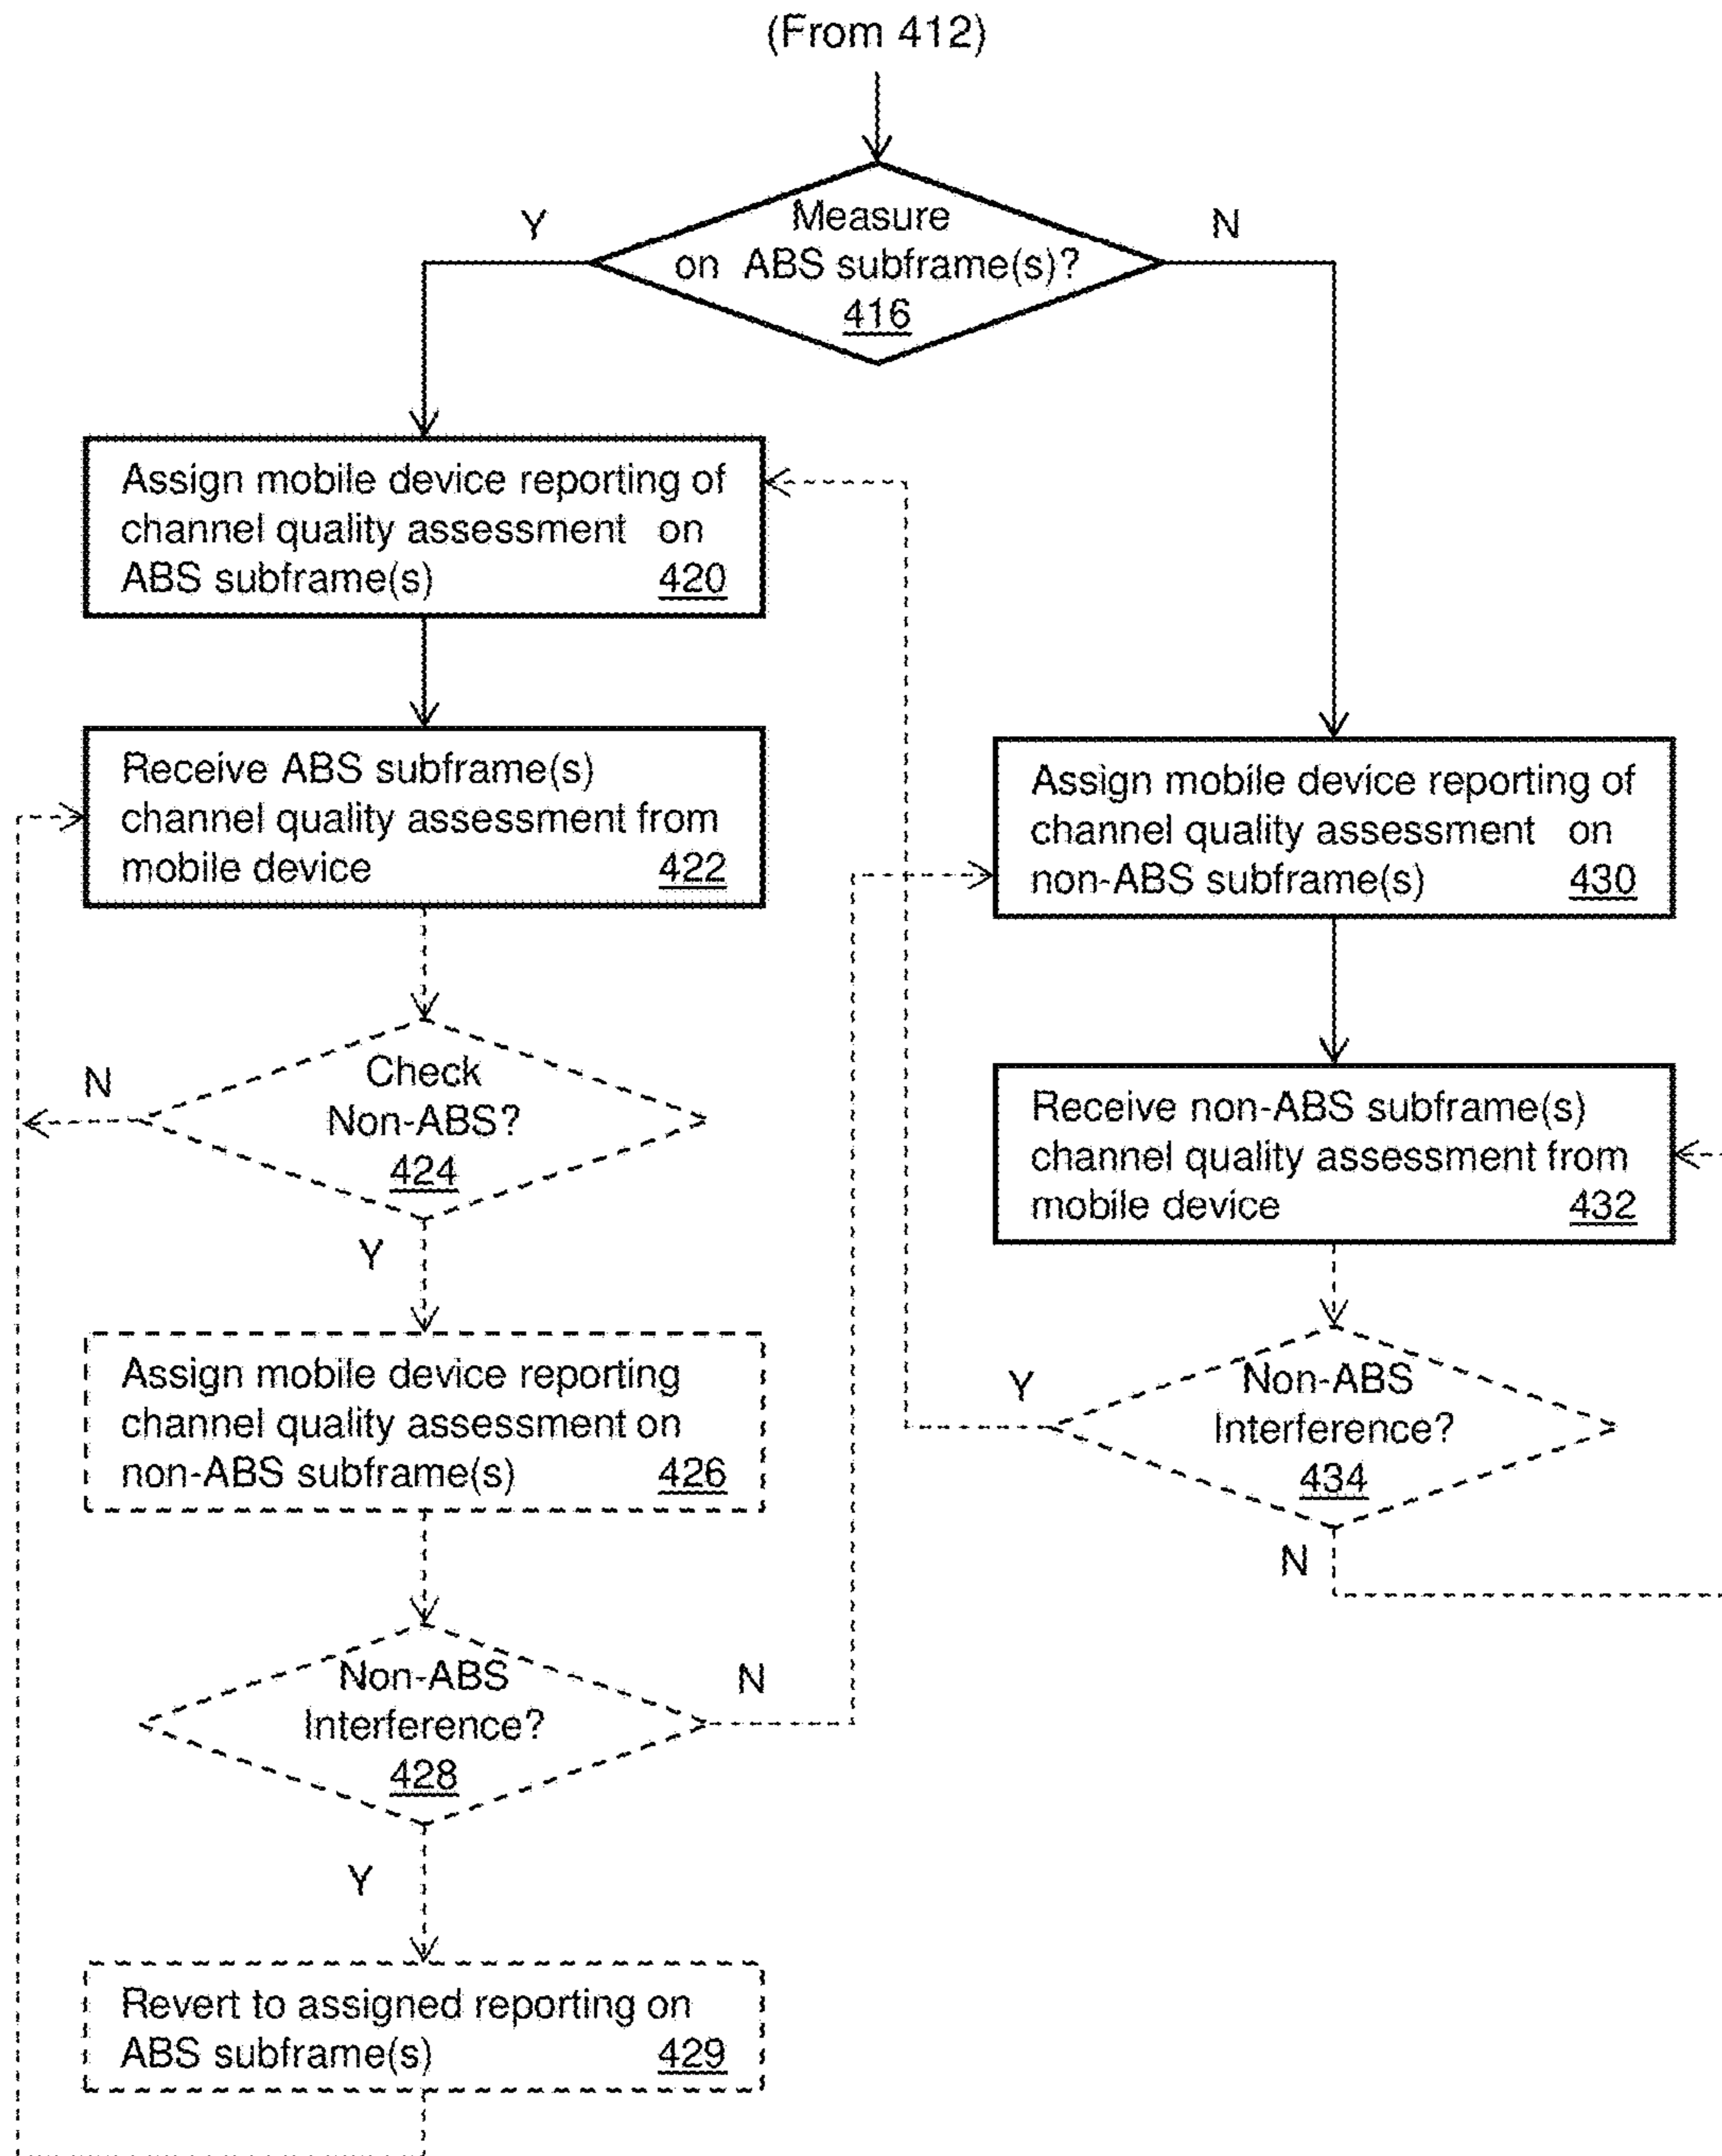 (From 412)
Measure
on ABS subframe(s)?
416
Y
N
Assign mobile device reporting of
channel quality assessment on
ABS subframe(s) 420
Receive ABS subframe(s)
channel quality assessment from
mobile device 422
Assign mobile device reporting of
channel quality assessment on
non-ABS subframe(s) 430
Check
Non-ABS?
424
N
Y
Receive non-ABS subframe(s)
channel quality assessment from
mobile device 432
Assign mobile device reporting
channel quality assessment on
non-ABS subframe(s) 426
Non-ABS
Interference?
434
Y
N
Non-ABS
Interference?
428
N
Y
Revert to assigned reporting on
ABS subframe(s) 429